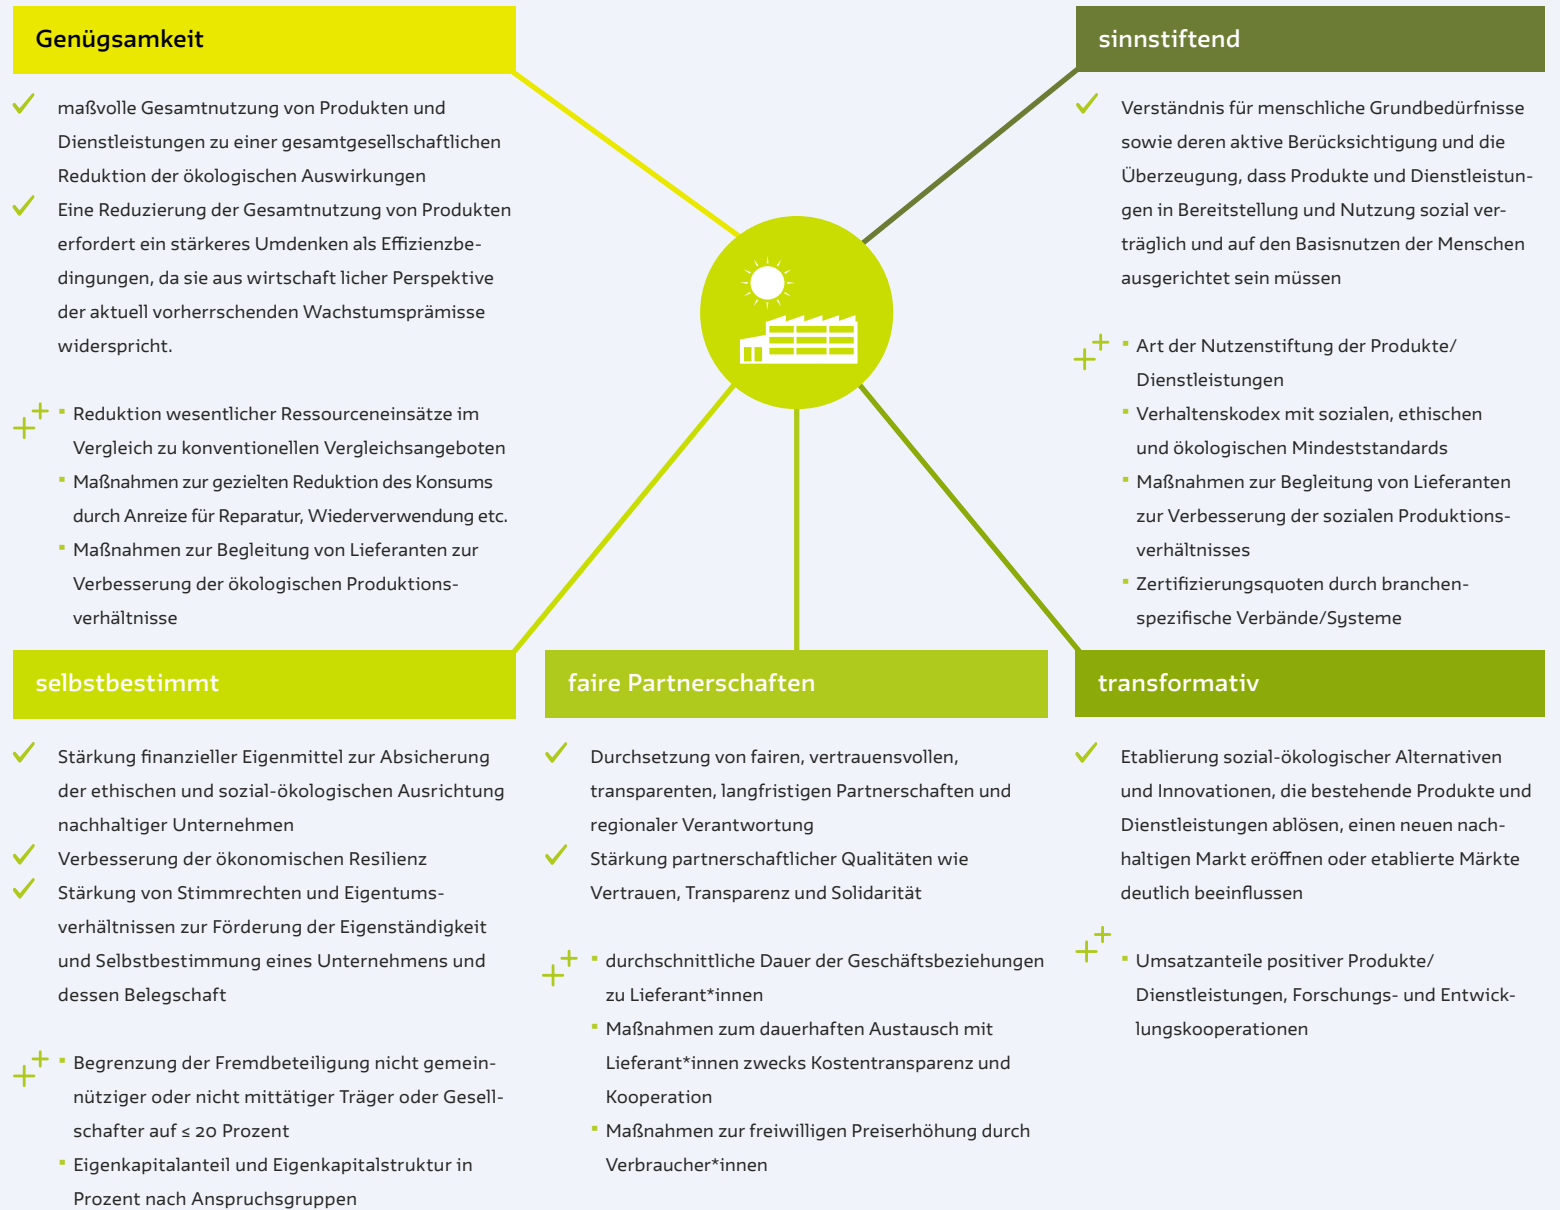 Genügsamkeit
maßvolle Gesamtnutzung von Produkten und
Dienstleistungen zu einer gesamtgesellschaftlichen
Reduktion der ökologischen Auswirkungen
Eine Reduzierung der Gesamtnutzung von Produkten
erfordert ein stärkeres Umdenken als Effizienzbe-
dingungen, da sie aus wirtschaft licher Perspektive
der aktuell vorherrschenden Wachstumsprämisse
widerspricht.
Reduktion wesentlicher Ressourceneinsätze im
Vergleich zu konventionellen Vergleichsangeboten
Maßnahmen zur gezielten Reduktion des Konsums
durch Anreize für Reparatur, Wiederverwendung etc.
Maßnahmen zur Begleitung von Lieferanten zur
Verbesserung der ökologischen Produktions-
verhältnisse
sinnstiftend
Verständnis für menschliche Grundbedürfnisse
sowie deren aktive Berücksichtigung und die
Überzeugung, dass Produkte und Dienstleistun-
gen in Bereitstellung und Nutzung sozial ver-
träglich und auf den Basisnutzen der Menschen
ausgerichtet sein müssen
Art der Nutzenstiftung der Produkte/
Dienstleistungen
Verhaltenskodex mit sozialen, ethischen
und ökologischen Mindeststandards
Maßnahmen zur Begleitung von Lieferanten
zur Verbesserung der sozialen Produktions-
verhältnisses
Zertifizierungsquoten durch branchen-
spezifische Verbände/Systeme
selbstbestimmt
Stärkung finanzieller Eigenmittel zur Absicherung
der ethischen und sozial-ökologischen Ausrichtung
nachhaltiger Unternehmen
Verbesserung der ökonomischen Resilienz
Stärkung von Stimmrechten und Eigentums-
verhältnissen zur Förderung der Eigenständigkeit
und Selbstbestimmung eines Unternehmens und
dessen Belegschaft
Begrenzung der Fremdbeteiligung nicht gemein-
nütziger oder nicht mittätiger Träger oder Gesell-
schafter auf ≤ 20 Prozent
Eigenkapitalanteil und Eigenkapitalstruktur in
Prozent nach Anspruchsgruppen
faire Partnerschaften
Durchsetzung von fairen, vertrauensvollen,
transparenten, langfristigen Partnerschaften und
regionaler Verantwortung
Stärkung partnerschaftlicher Qualitäten wie
Vertrauen, Transparenz und Solidarität
durchschnittliche Dauer der Geschäftsbeziehungen
zu Lieferant*innen
Maßnahmen zum dauerhaften Austausch mit
Lieferant*innen zwecks Kostentransparenz und
Kooperation
Maßnahmen zur freiwilligen Preiserhöhung durch
Verbraucher*innen
transformativ
Etablierung sozial-ökologischer Alternativen
und Innovationen, die bestehende Produkte und
Dienstleistungen ablösen, einen neuen nach-
haltigen Markt eröffnen oder etablierte Märkte
deutlich beeinflussen
Umsatzanteile positiver Produkte/
Dienstleistungen, Forschungs- und Entwick-
lungskooperationen